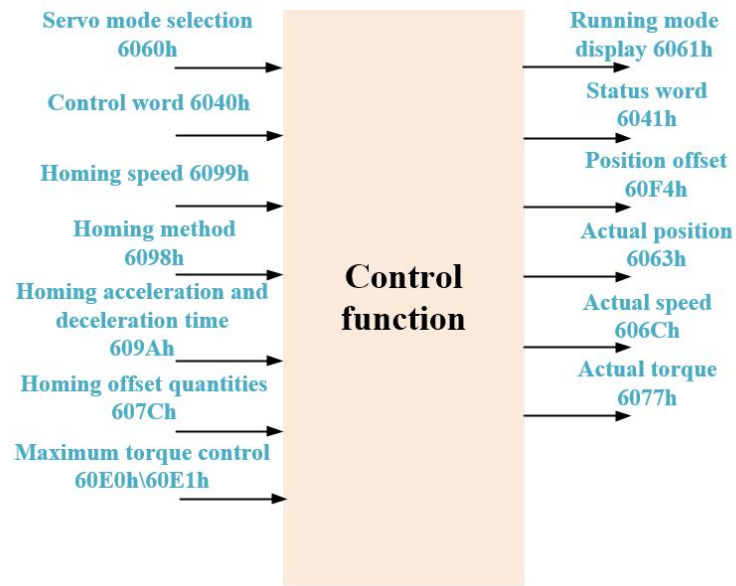 Servo mode selection
6060h
Control word 6040h
Homing speed 6099h
Homing method
6098h
Homing acceleration and
deceleration time
609Ah
Homing offset quantities
607Ch
Maximum torque control
60E0h\60E1h
Control
function
Running mode
display 6061h
Status word
6041h
Position offset
60F4h
Actual position
6063h
Actual speed
606Ch
Actual torque
6077h